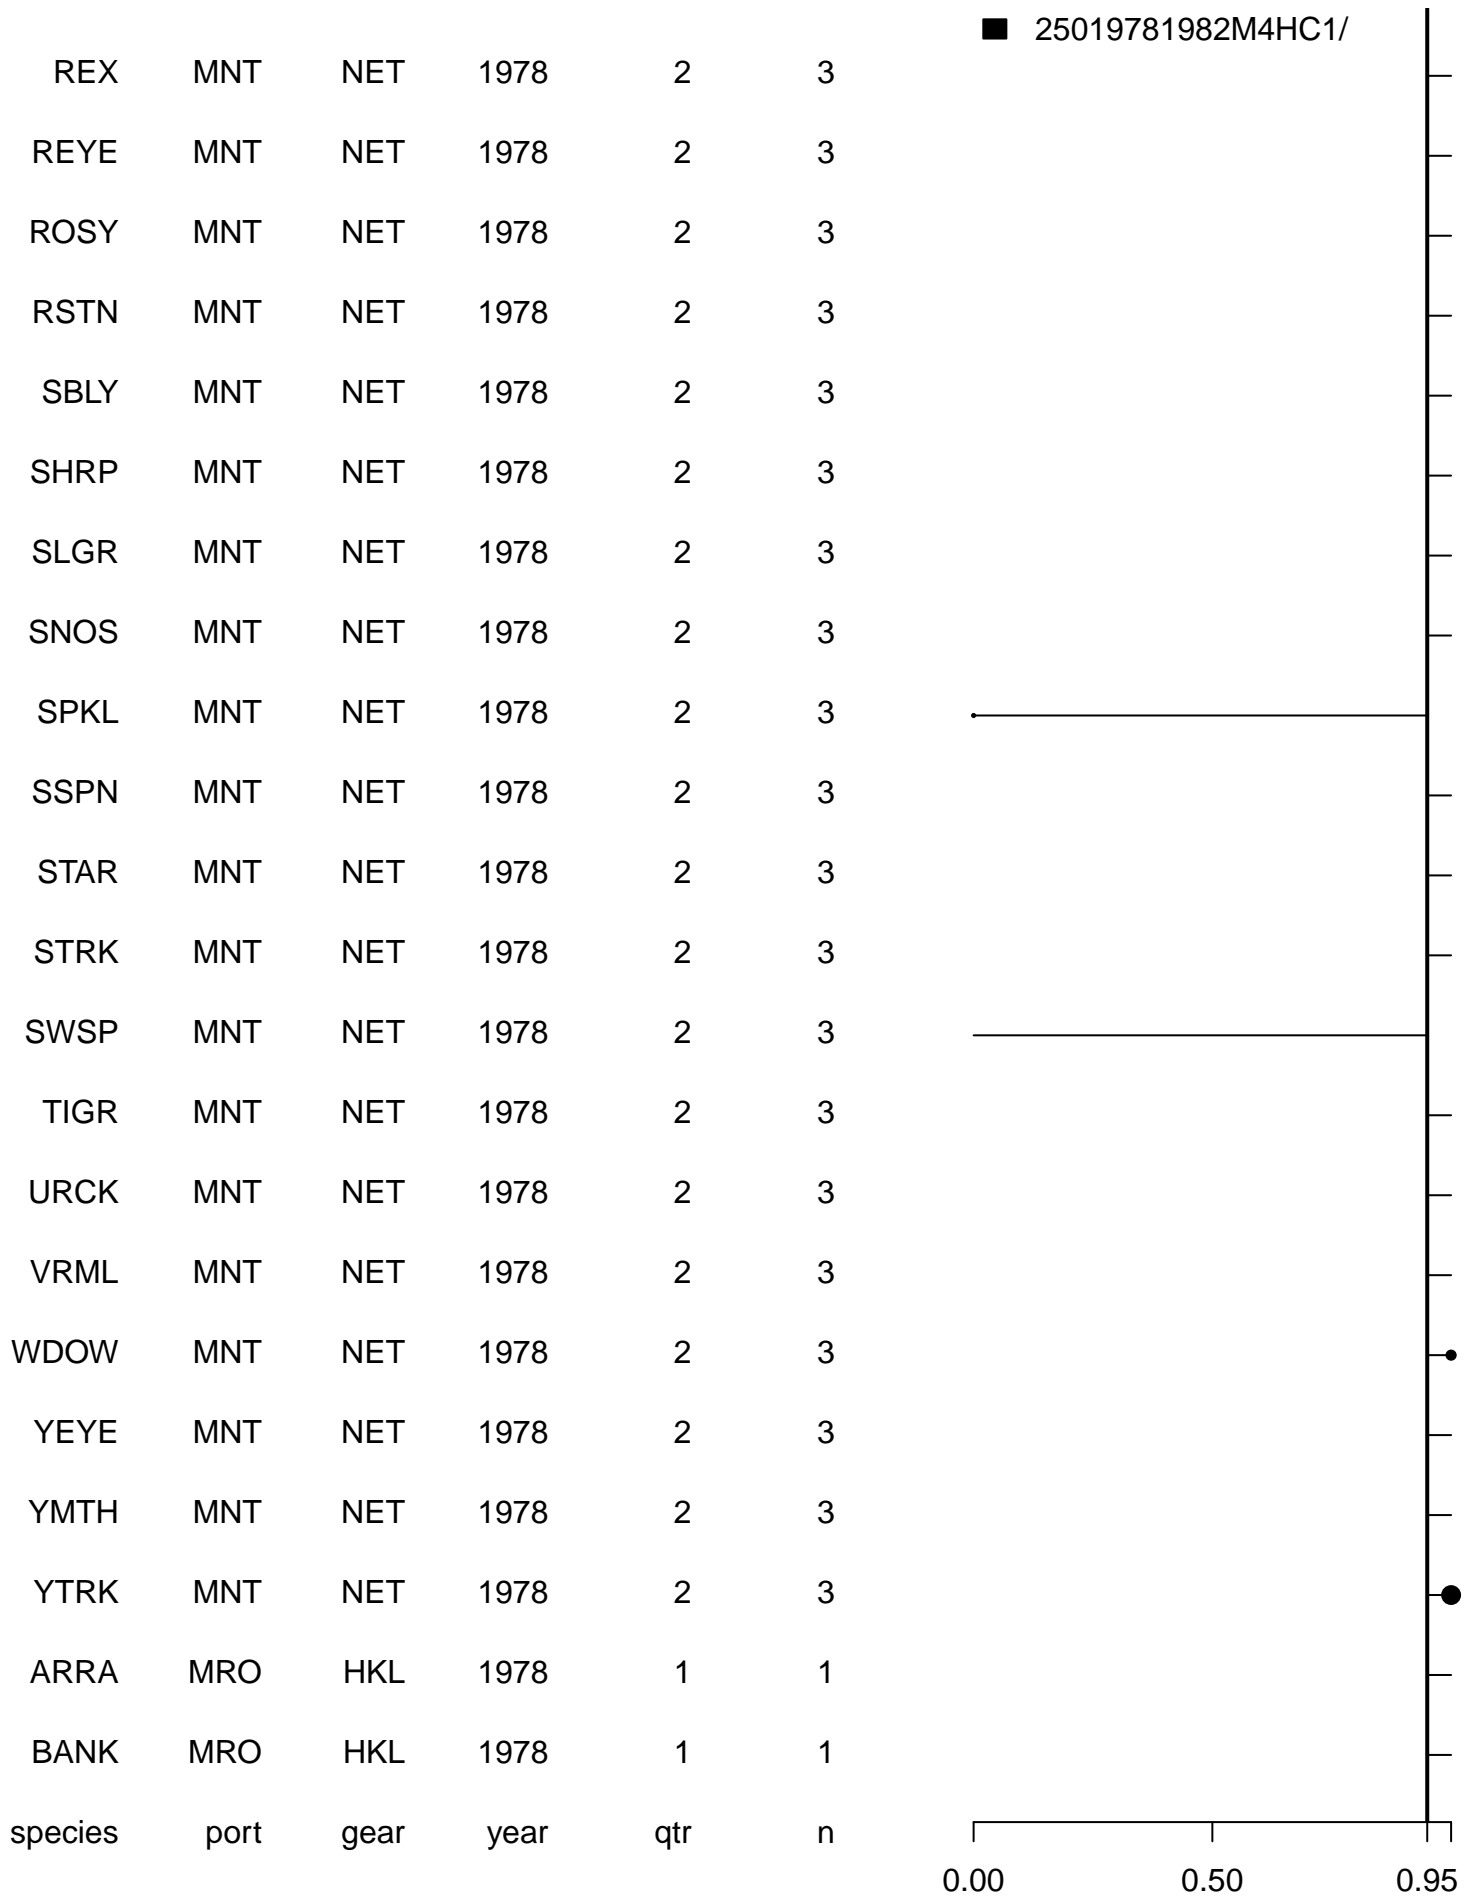 25019781982M4HC1/
REX MNT NET 1978 2 3
REYE MNT NET 1978 2 3
ROSY MNT NET 1978 2 3
RSTN MNT NET 1978 2 3
SBLY MNT NET 1978 2 3
SHRP MNT NET 1978 2 3
SLGR MNT NET 1978 2 3
SNOS MNT NET 1978 2 3
SPKL MNT NET 1978 2 3
SSPN MNT NET 1978 2 3
STAR MNT NET 1978 2 3
STRK MNT NET 1978 2 3
SWSP MNT NET 1978 2 3
TIGR MNT NET 1978 2 3
URCK MNT NET 1978 2 3
VRML MNT NET 1978 2 3
WDOW MNT NET 1978 2 3
YEYE MNT NET 1978 2 3
YMTH MNT NET 1978 2 3
YTRK MNT NET 1978 2 3
ARRA MRO HKL 1978 1 1
BANK MRO HKL 1978 1 1
species port gear year qtr n
0.00 0.50 0.95